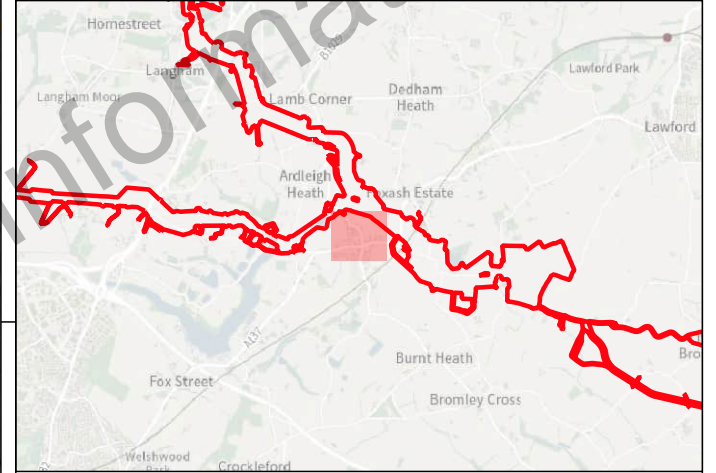 Homestreet
B1029
Langham
Lawford Park
Langham Moor
Lamb Corner
Dedham
Heath
Lawford
Ardleigh
Heath
Foxash Estate
A137
Burnt Heath
Fox Street
Bromley Cross
Welshwood
Park
Crockleford